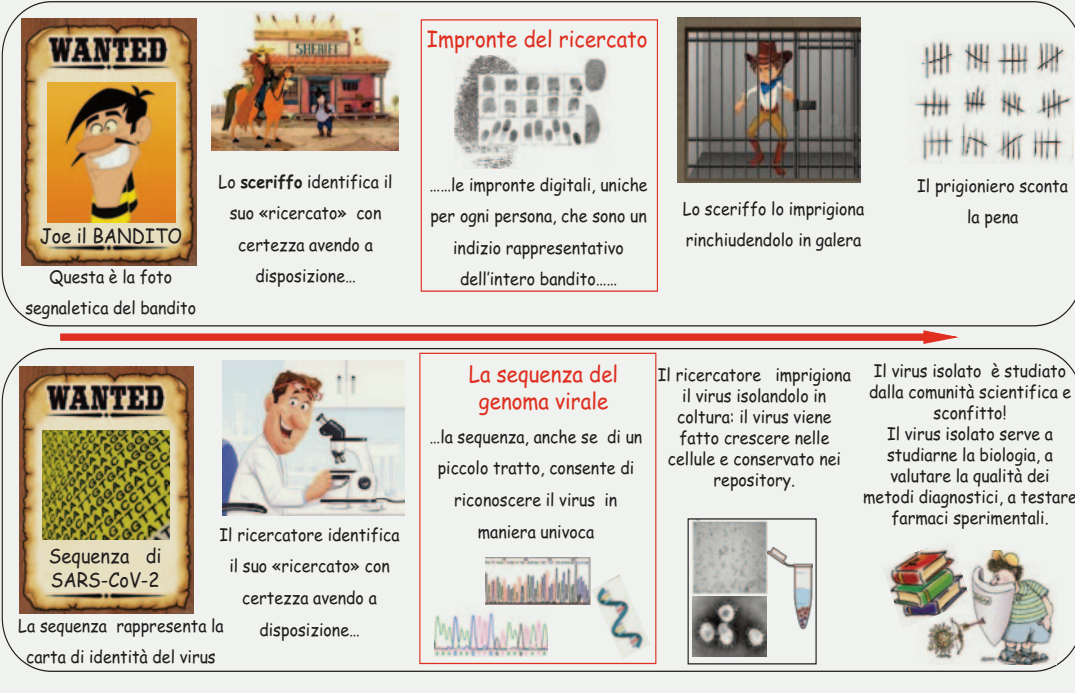 WANTED
Joe il BANDITO
Questa è la foto
segnaletica del bandito
SHERIFF
Lo sceriffo identifica il
suo «ricercato» con
certezza avendo a
disposizione…
Impronte del ricercato
……le impronte digitali, uniche
per ogni persona, che sono un
indizio rappresentativo
dell'intero bandito……
Lo sceriffo lo imprigiona
rinchiudendolo in galera
Il prigioniero sconta
la pena
WANTED
Sequenza di
SARS-CoV-2
La sequenza rappresenta la
carta di identità del virus
Il ricercatore identifica
il suo «ricercato» con
certezza avendo a
disposizione…
La sequenza del
genoma virale
…la sequenza, anche se di un
piccolo tratto, consente di
riconoscere il virus in
maniera univoca
Il ricercatore imprigiona
il virus isolandolo in
coltura: il virus viene
fatto crescere nelle
cellule e conservato nei
repository.
Il virus isolato è studiato
dalla comunità scientifica e
sconfitto!
Il virus isolato serve a
studiarne la biologia, a
valutare la qualità dei
metodi diagnostici, a testare
farmaci sperimentali.